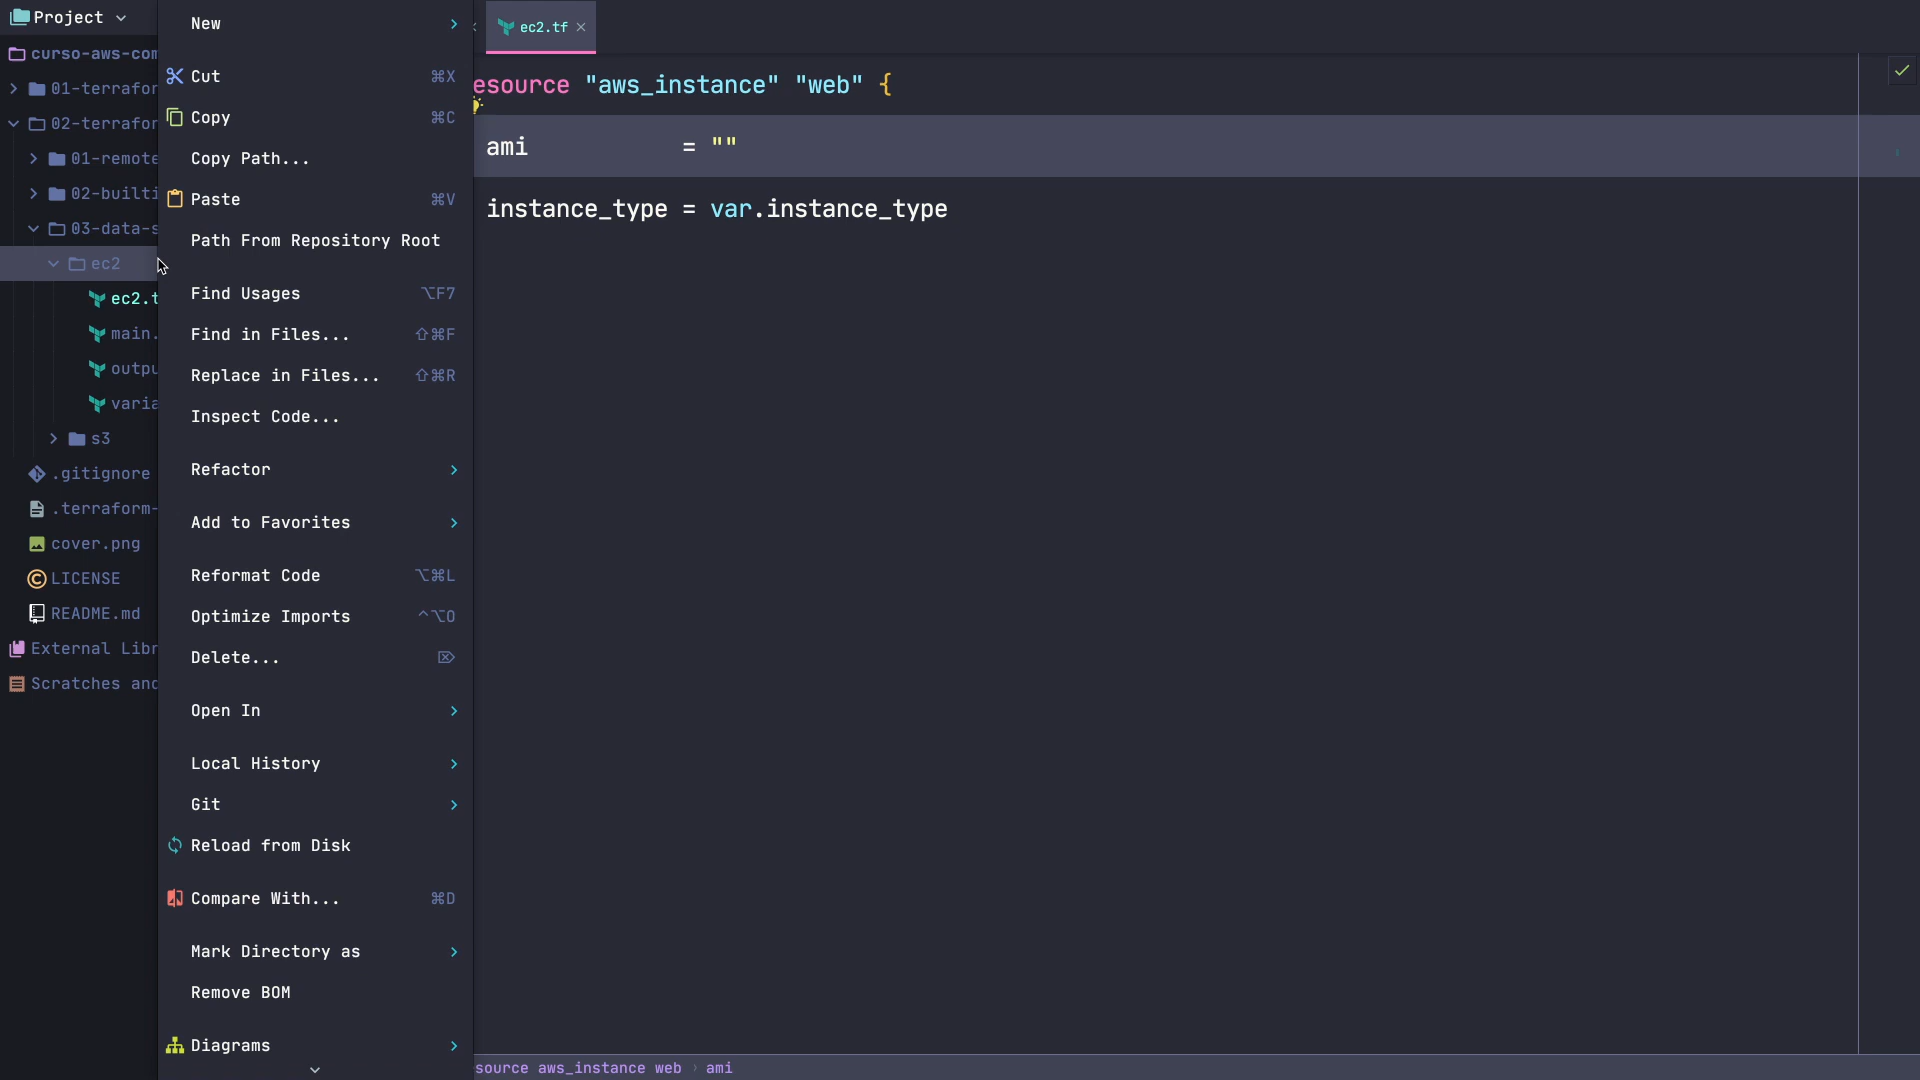 Project
curso-aws-com
01-terrafor
02-terrafor
01-remote
02-builti
03-data-s
ec2
ec2.t
main.
outpu
varia
s3
.gitignore
.terraform-
cover.png
LICENSE
README.md
External Libr
Scratches and
New
Cut ⌘X
Copy ⌘C
Copy Path...
Paste ⌘V
Path From Repository Root
Find Usages ⌥F7
Find in Files... ⇧⌘F
Replace in Files... ⇧⌘R
Inspect Code...
Refactor
Add to Favorites
Reformat Code ⌥⌘L
Optimize Imports ^⌥O
Delete... ⌦
Open In
Local History
Git
Reload from Disk
Compare With... ⌘D
Mark Directory as
Remove BOM
Diagrams
ec2.tf
esource "aws_instance" "web" {
ami = ""
instance_type = var.instance_type
source aws_instance web › ami